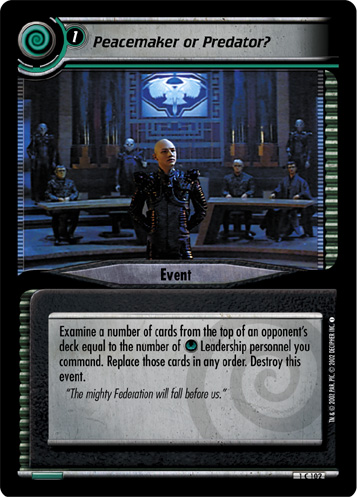 1
Peacemaker or Predator?
Event
Examine a number of cards from the top of an opponent's
deck equal to the number of Leadership personnel you
command. Replace those cards in any order. Destroy this
event.
"The mighty Federation will fall before us."
TM & © 2002 PAR. PIC. © 2002 DECIPHER INC.
1 C 102